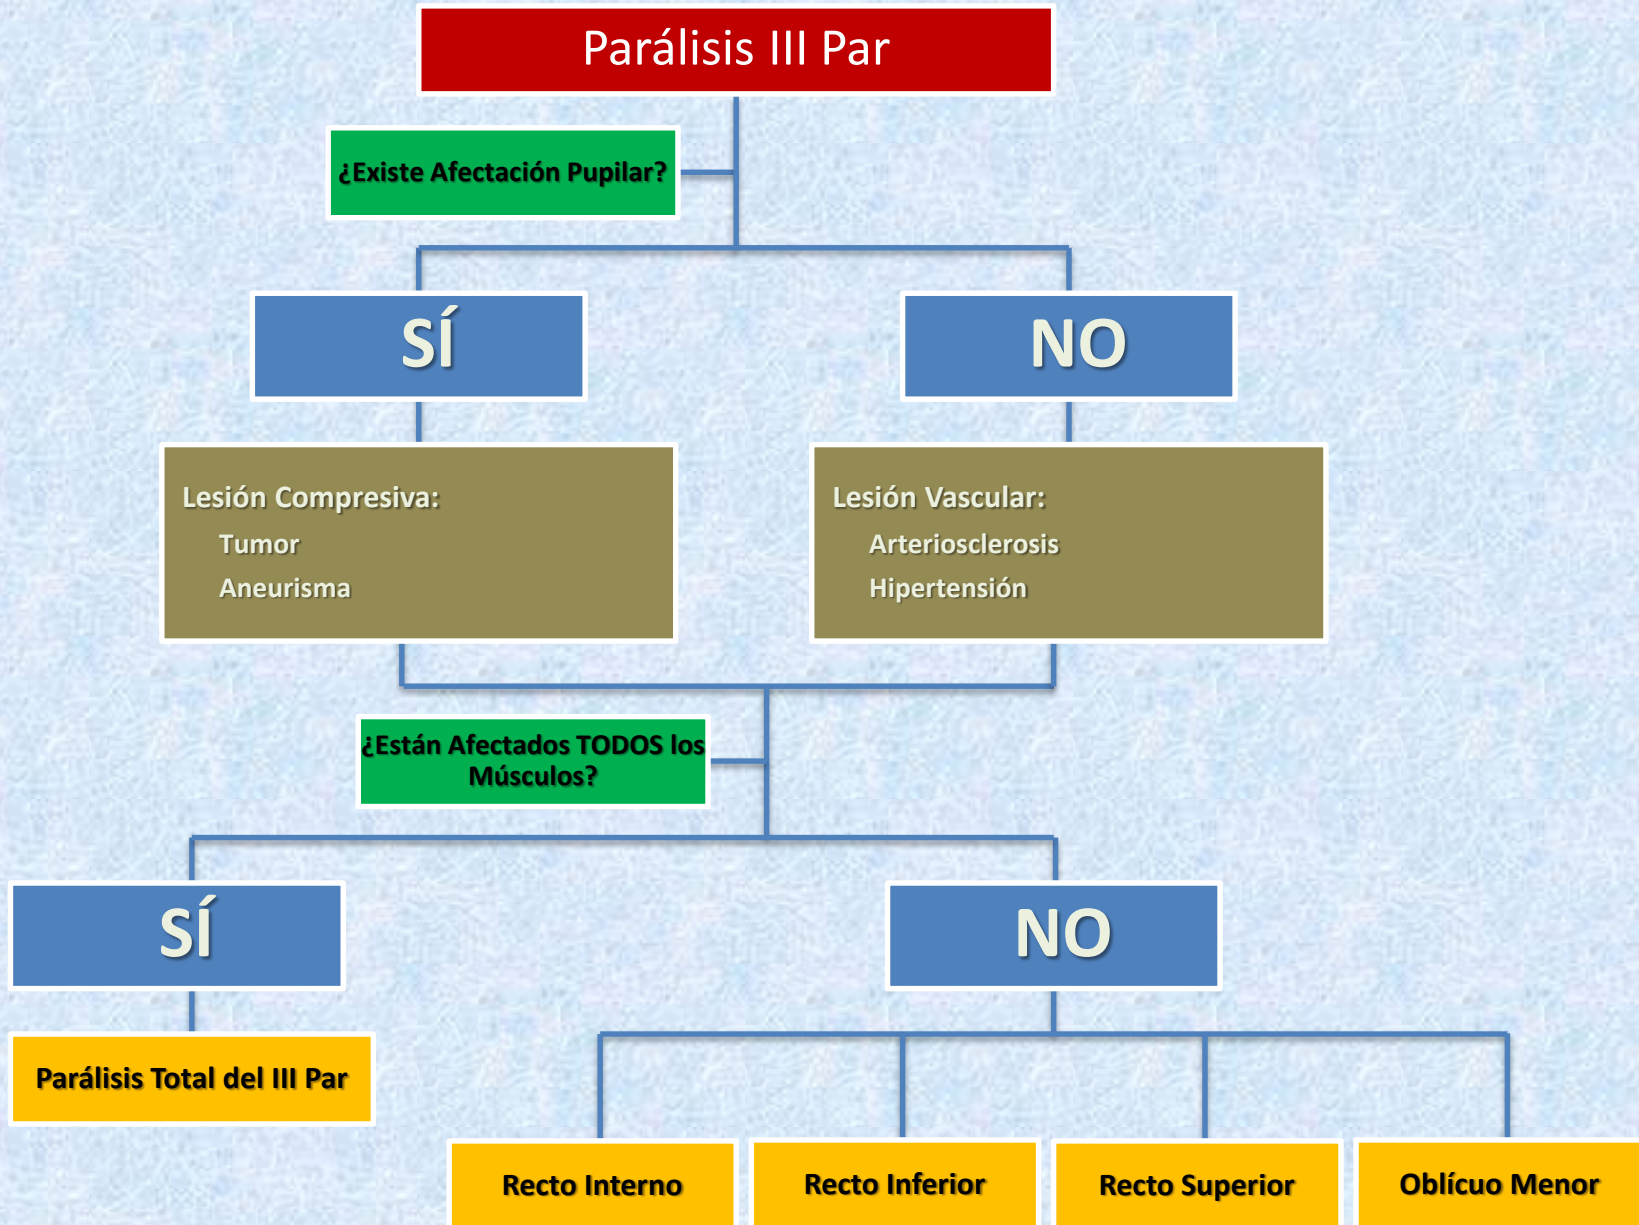 Parálisis III Par
¿Existe Afectación Pupilar?
SÍ
NO
Lesión Compresiva:
Tumor
Aneurisma
Lesión Vascular:
Arteriosclerosis
Hipertensión
¿Están Afectados TODOS los
Músculos?
SÍ
NO
Parálisis Total del III Par
Recto Interno
Recto Inferior
Recto Superior
Oblícuo Menor